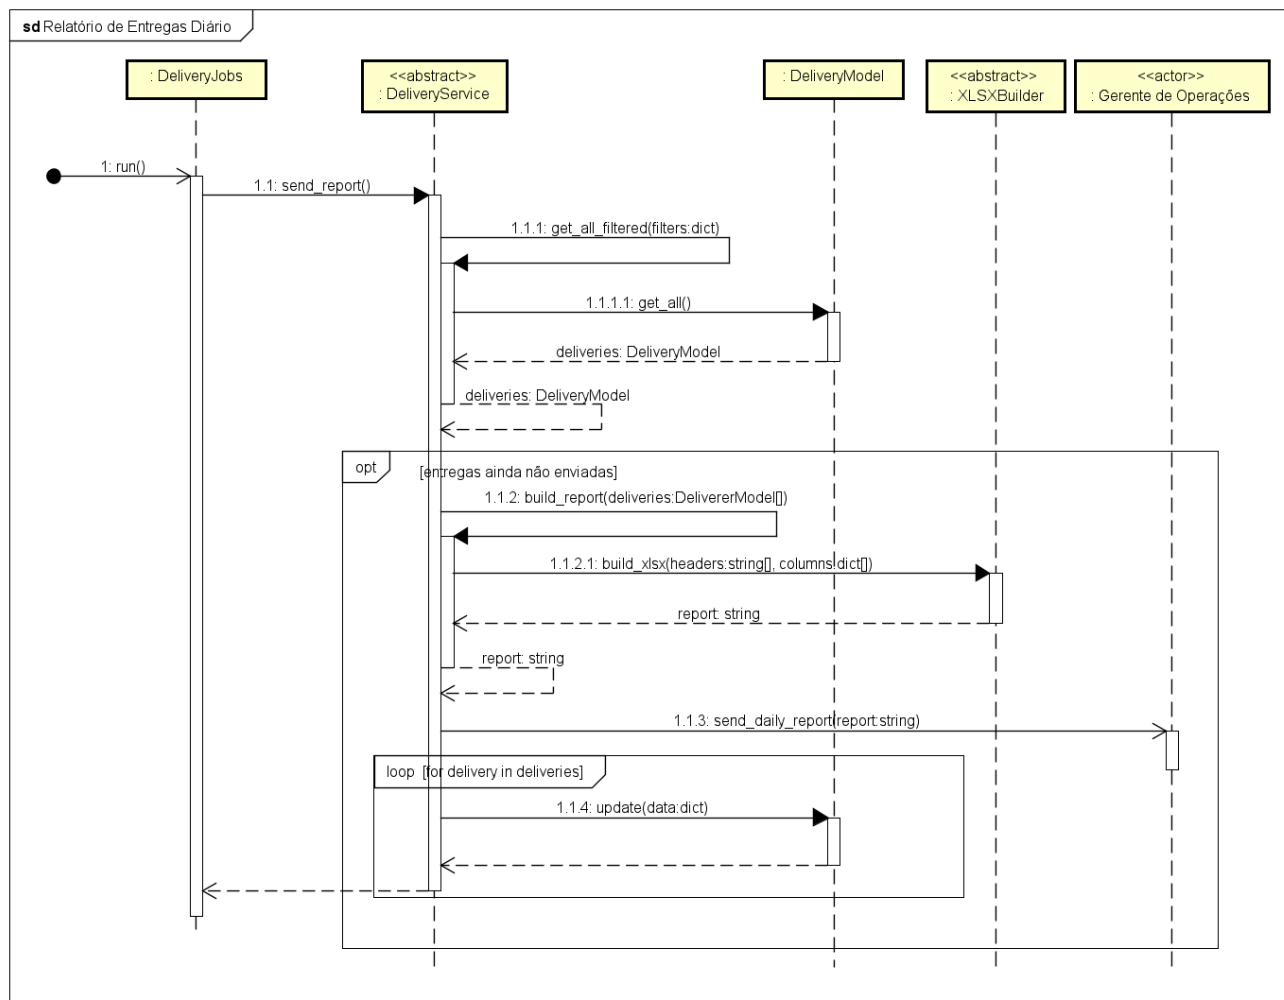 sd Relatório de Entregas Diário
: DeliveryJobs
<<abstract>>
: DeliveryService
: DeliveryModel
<<abstract>>
: XLSXBuilder
<<actor>>
: Gerente de Operações
1: run()
1.1: send_report()
1.1.1: get_all_filtered(filters:dict)
1.1.1.1: get_all()
deliveries: DeliveryModel
deliveries: DeliveryModel
opt
[entregas ainda não enviadas]
1.1.2: build_report(deliveries:DelivererModel[])
1.1.2.1: build_xlsx(headers:string[], columns:dict[])
report: string
report: string
1.1.3: send_daily_report(report:string)
loop [for delivery in deliveries]
1.1.4: update(data:dict)